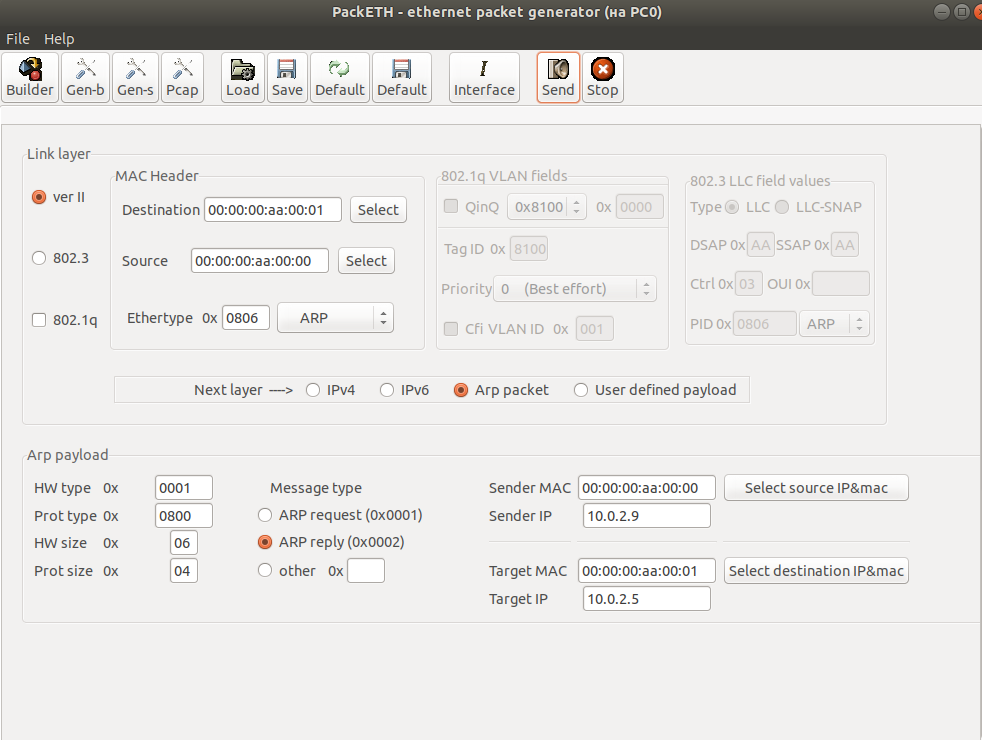 PackETH - ethernet packet generator (на PC0)
File Help
Builder Gen-b Gen-s Pcap Load Save Default Default Interface Send Stop
Link layer
ver II
802.3
802.1q
MAC Header
Destination 00:00:00:aa:00:01 Select
Source 00:00:00:aa:00:00 Select
Ethertype 0x 0806 ARP
802.1q VLAN fields
QinQ 0x8100 0x 0000
Tag ID 0x 8100
Priority 0 (Best effort)
Cfi VLAN ID 0x 001
802.3 LLC field values
Type LLC LLC-SNAP
DSAP 0x AA SSAP 0x AA
Ctrl 0x 03 OUI 0x
PID 0x 0806 ARP
Next layer ----> IPv4 IPv6 Arp packet User defined payload
Arp payload
HW type 0x 0001
Prot type 0x 0800
HW size 0x 06
Prot size 0x 04
Message type
ARP request (0x0001)
ARP reply (0x0002)
other 0x
Sender MAC 00:00:00:aa:00:00 Select source IP&mac
Sender IP 10.0.2.9
Target MAC 00:00:00:aa:00:01 Select destination IP&mac
Target IP 10.0.2.5